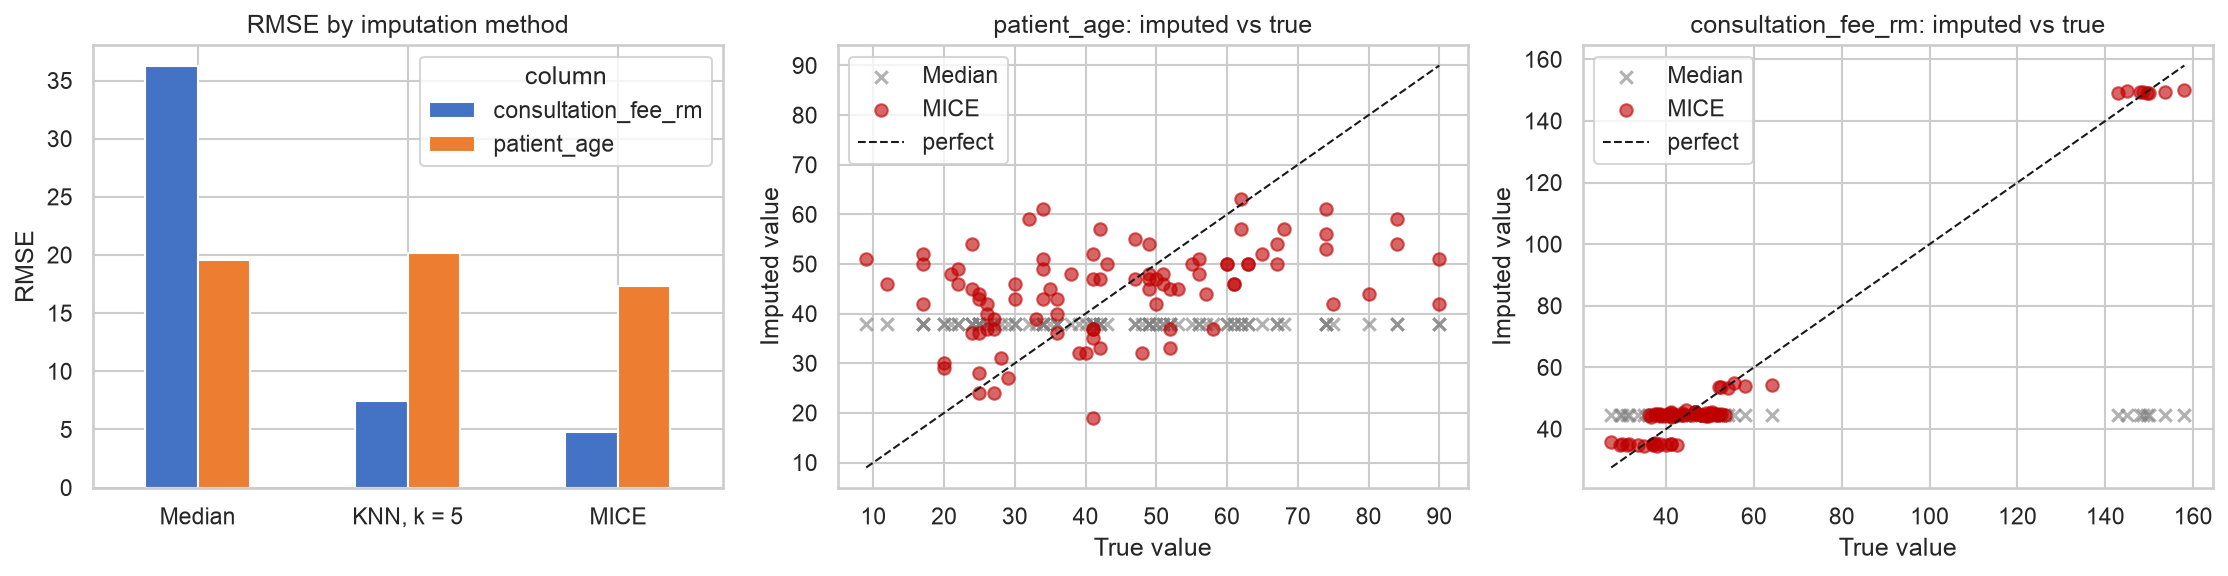 RMSE by imputation method
RMSE
35
30
25
20
15
10
5
0
column
consultation_fee_rm
patient_age
Median
KNN, k = 5
MICE
patient_age: imputed vs true
Imputed value
90
80
70
60
50
40
30
20
10
Median
MICE
perfect
10 20 30 40 50 60 70 80 90
True value
consultation_fee_rm: imputed vs true
Imputed value
160
140
120
100
80
60
40
Median
MICE
perfect
40 60 80 100 120 140 160
True value